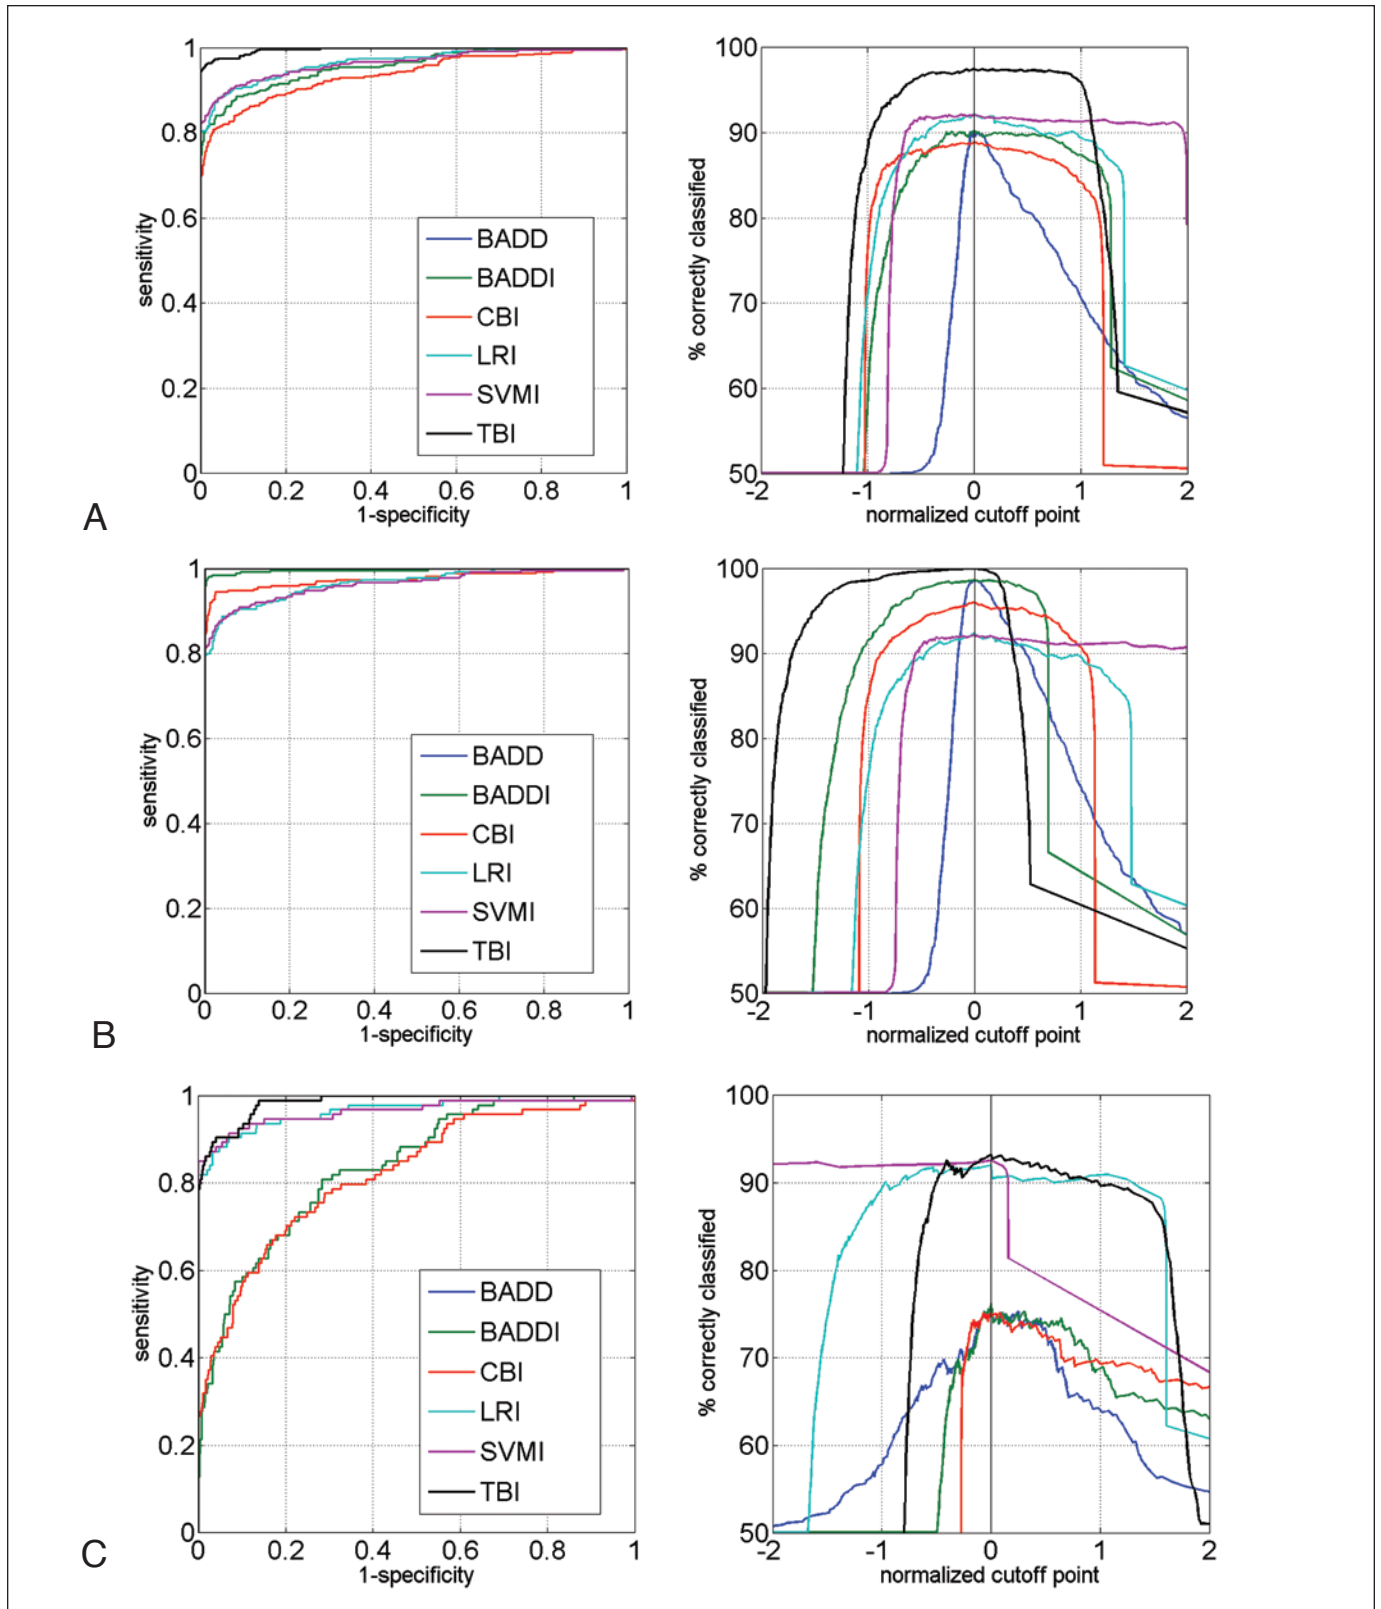 1
0.8
0.6
0.4
0.2
0
sensitivity
BADD
BADDI
CBI
LRI
SVMI
TBI
0 0.2 0.4 0.6 0.8 1
1-specificity
100
90
80
70
60
50
% correctly classified
-2 -1 0 1 2
normalized cutoff point
A
1
0.8
0.6
0.4
0.2
0
sensitivity
BADD
BADDI
CBI
LRI
SVMI
TBI
0 0.2 0.4 0.6 0.8 1
1-specificity
100
90
80
70
60
50
% correctly classified
-2 -1 0 1 2
normalized cutoff point
B
1
0.8
0.6
0.4
0.2
0
sensitivity
BADD
BADDI
CBI
LRI
SVMI
TBI
0 0.2 0.4 0.6 0.8 1
1-specificity
100
90
80
70
60
50
% correctly classified
-2 -1 0 1 2
normalized cutoff point
C